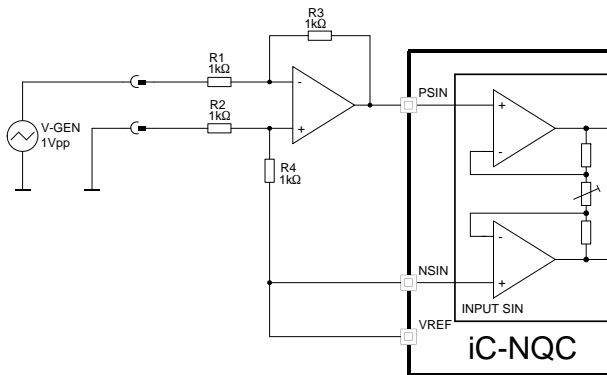 R3
1kΩ
R1
1kΩ
-
PSIN
+
R2
1kΩ
+
-
V-GEN
1Vpp
R4
1kΩ
-
NSIN
+
INPUT SIN
VREF
iC-NQC